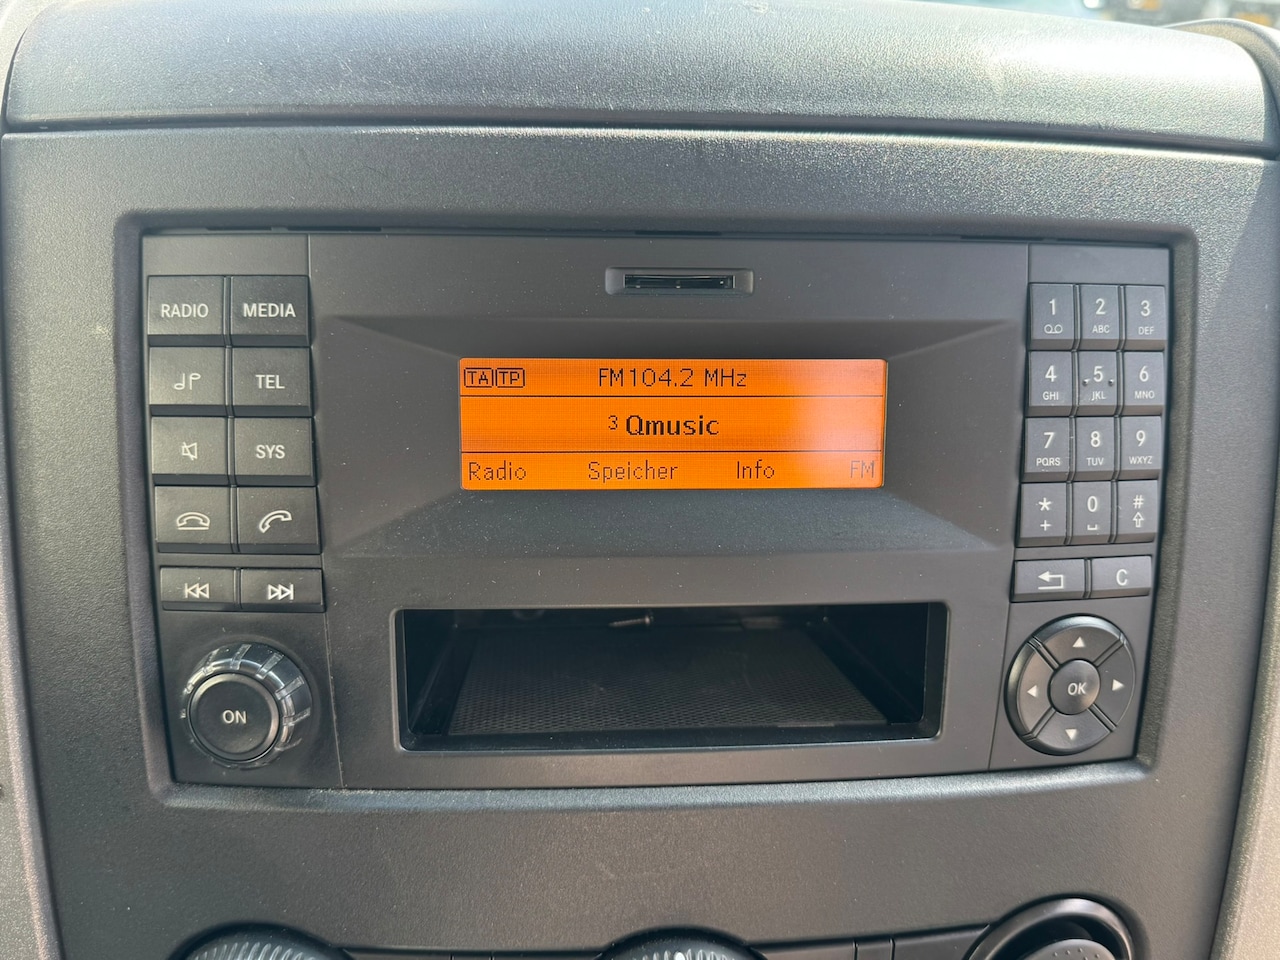 RADIO MEDIA
TEL
SYS
ON
TA TP FM 104.2 MHz
3 Qmusic
Radio Speicher Info FM
1 2 ABC 3 DEF
4 GHI 5 JKL 6 MNO
7 PQRS 8 TUV 9 WXYZ
* + 0 #
C
OK